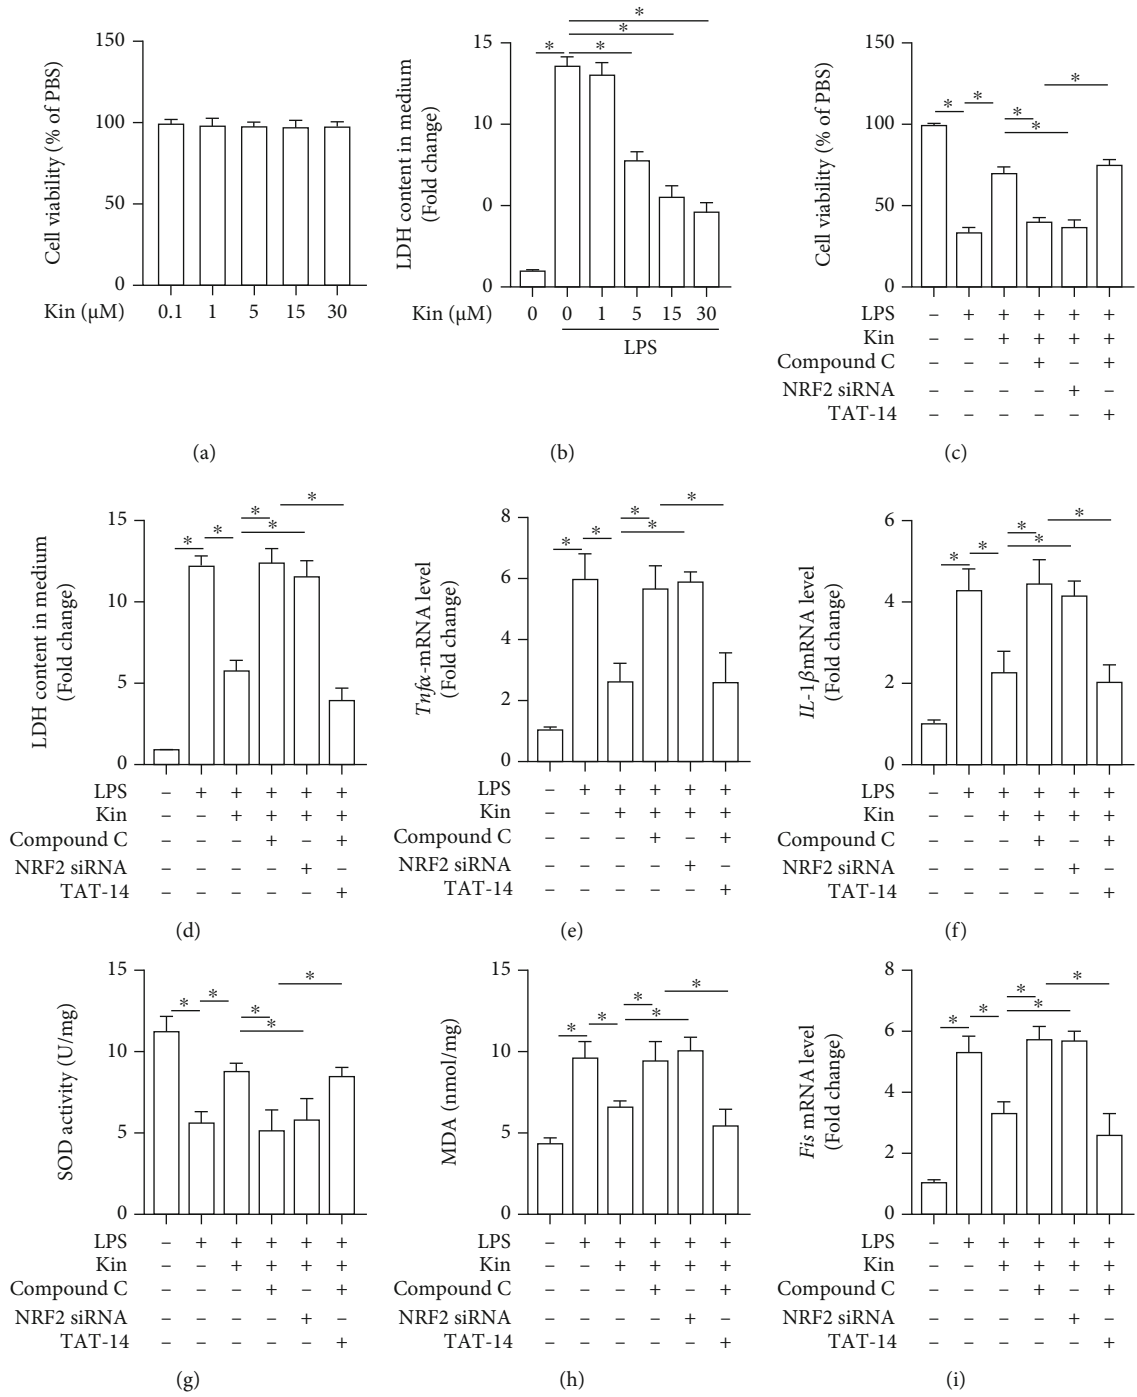 150
100
50
0
Cell viability (% of PBS)
Kin (μM) 0.1 1 5 15 30
(a)
15
10
0
0
LDH content in medium
(Fold change)
* * * *
Kin (μM) 0 0 1 5 15 30
LPS
(b)
150
100
50
0
Cell viability (% of PBS)
* * * * *
LPS – + + + + +
Kin – – + + + +
Compound C – – – + – +
NRF2 siRNA – – – – + –
TAT-14 – – – – – +
(c)
15
10
5
0
LDH content in medium
(Fold change)
* * * * *
LPS – + + + + +
Kin – – + + + +
Compound C – – – + – +
NRF2 siRNA – – – – + –
TAT-14 – – – – – +
(d)
8
6
4
2
0
Tnfα-mRNA level
(Fold change)
* * * * *
LPS – + + + + +
Kin – – + + + +
Compound C – – – + – +
NRF2 siRNA – – – – + –
TAT-14 – – – – – +
(e)
6
4
2
0
IL-1βmRNA level
(Fold change)
* * * * *
LPS – + + + + +
Kin – – + + + +
Compound C – – – + – +
NRF2 siRNA – – – – + –
TAT-14 – – – – – +
(f)
15
10
5
0
SOD activity (U/mg)
* * * * *
LPS – + + + + +
Kin – – + + + +
Compound C – – – + – +
NRF2 siRNA – – – – + –
TAT-14 – – – – – +
(g)
15
10
5
0
MDA (nmol/mg)
* * * * *
LPS – + + + + +
Kin – – + + + +
Compound C – – – + – +
NRF2 siRNA – – – – + –
TAT-14 – – – – – +
(h)
8
6
4
2
0
Fis mRNA level
(Fold change)
* * * * *
LPS – + + + + +
Kin – – + + + +
Compound C – – – + – +
NRF2 siRNA – – – – + –
TAT-14 – – – – – +
(i)